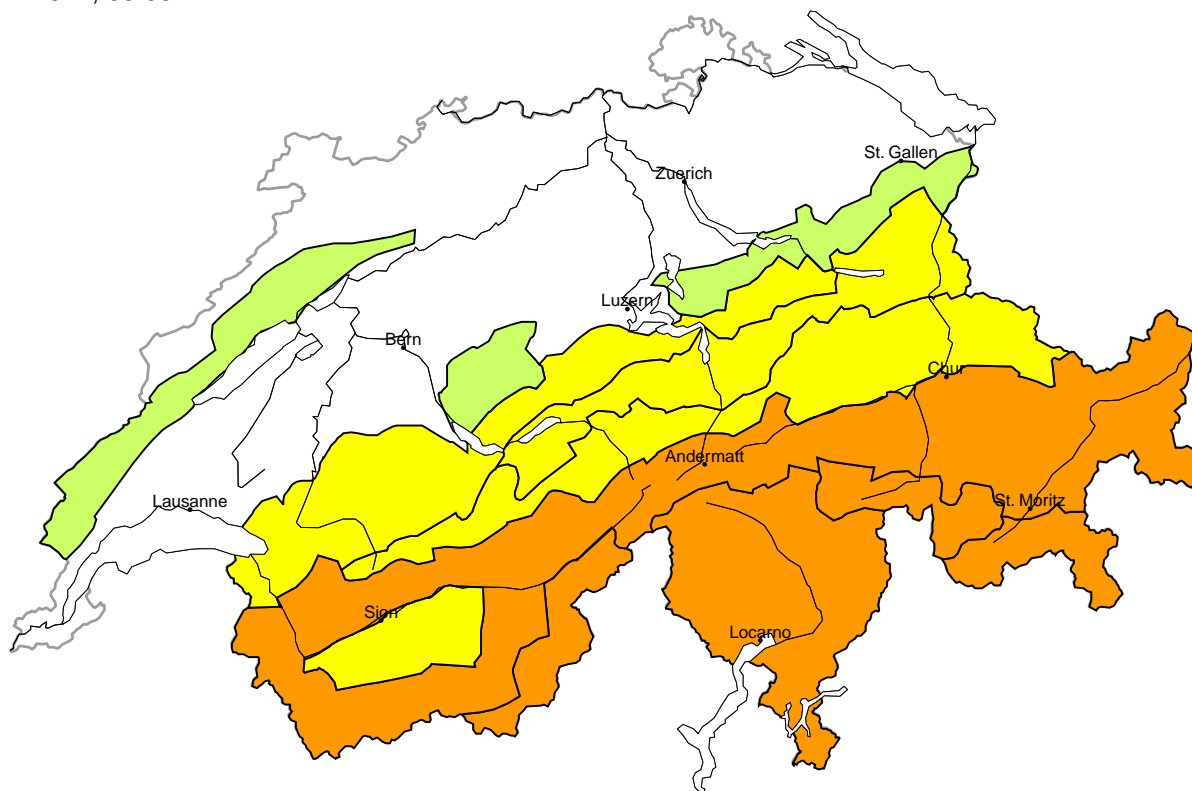 St. Gallen
Zuerich
Luzern
Bern
Chur
Andermatt
Lausanne
St. Moritz
Sion
Locarno